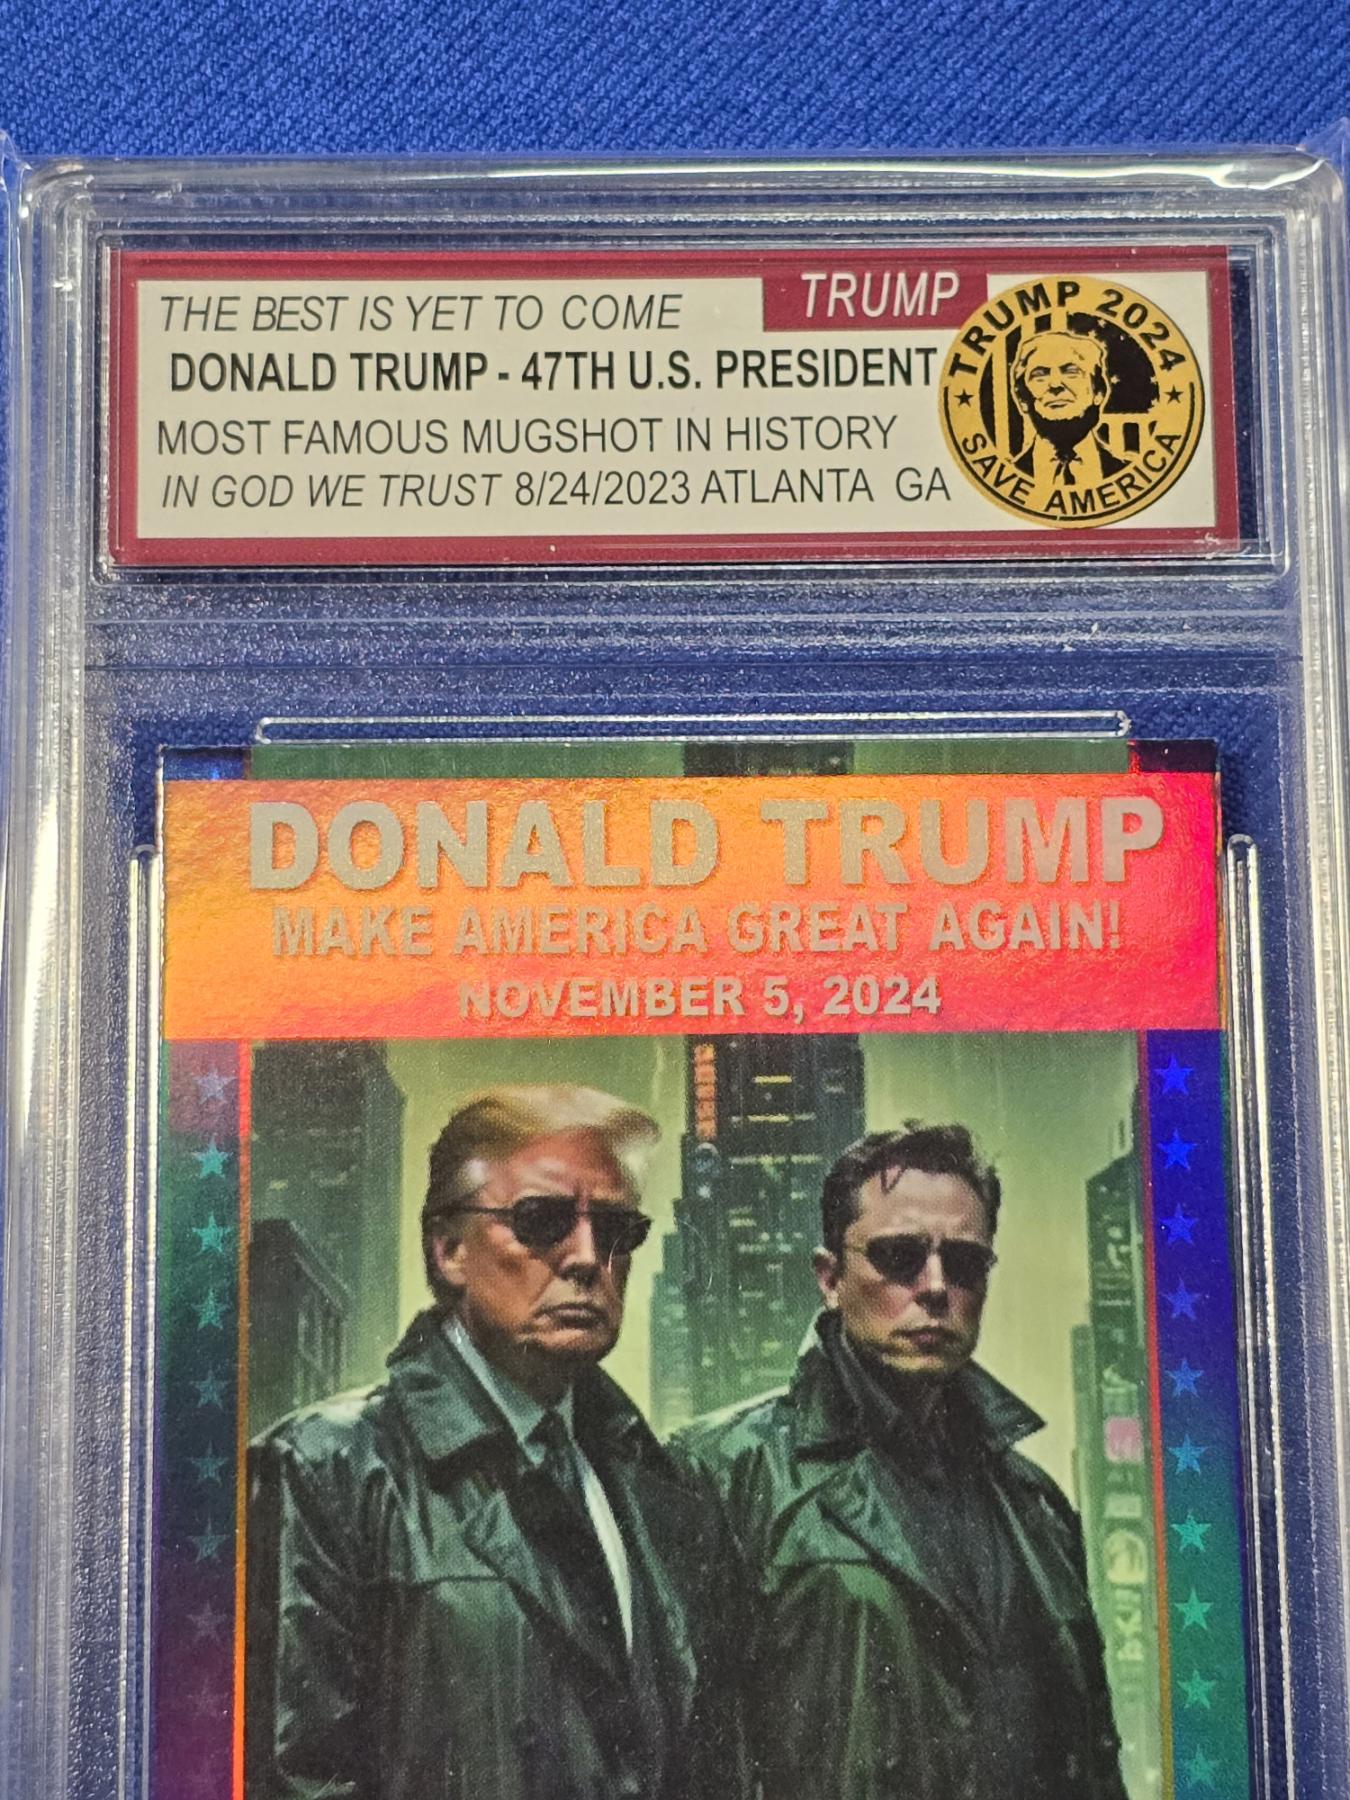 THE BEST IS YET TO COME
TRUMP
DONALD TRUMP - 47TH U.S. PRESIDENT
MOST FAMOUS MUGSHOT IN HISTORY
IN GOD WE TRUST 8/24/2023 ATLANTA GA
TRUMP 2024
SAVE AMERICA
DONALD TRUMP
MAKE AMERICA GREAT AGAIN!
NOVEMBER 5, 2024